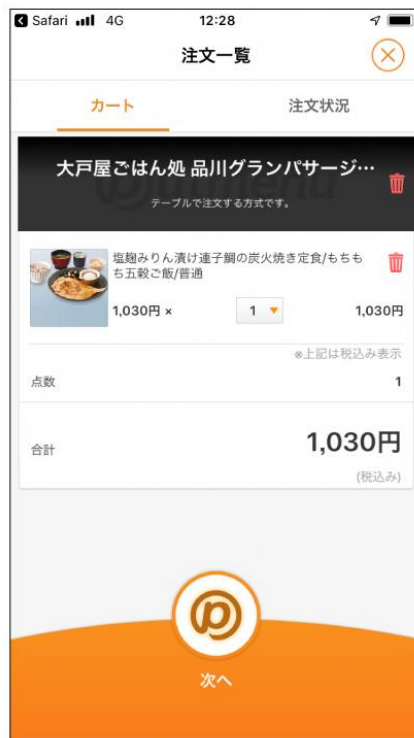 Safari 4G 12:28
注文一覧
カート 注文状況
大戸屋ごはん処 品川グランパサージ…
テーブルで注文する方式です。
塩麹みりん漬け連子鯛の炭火焼き定食/もちも
ち五穀ご飯/普通
1,030円 × 1 1,030円
※上記は税込み表示
点数 1
合計 1,030円
(税込み)
次へ